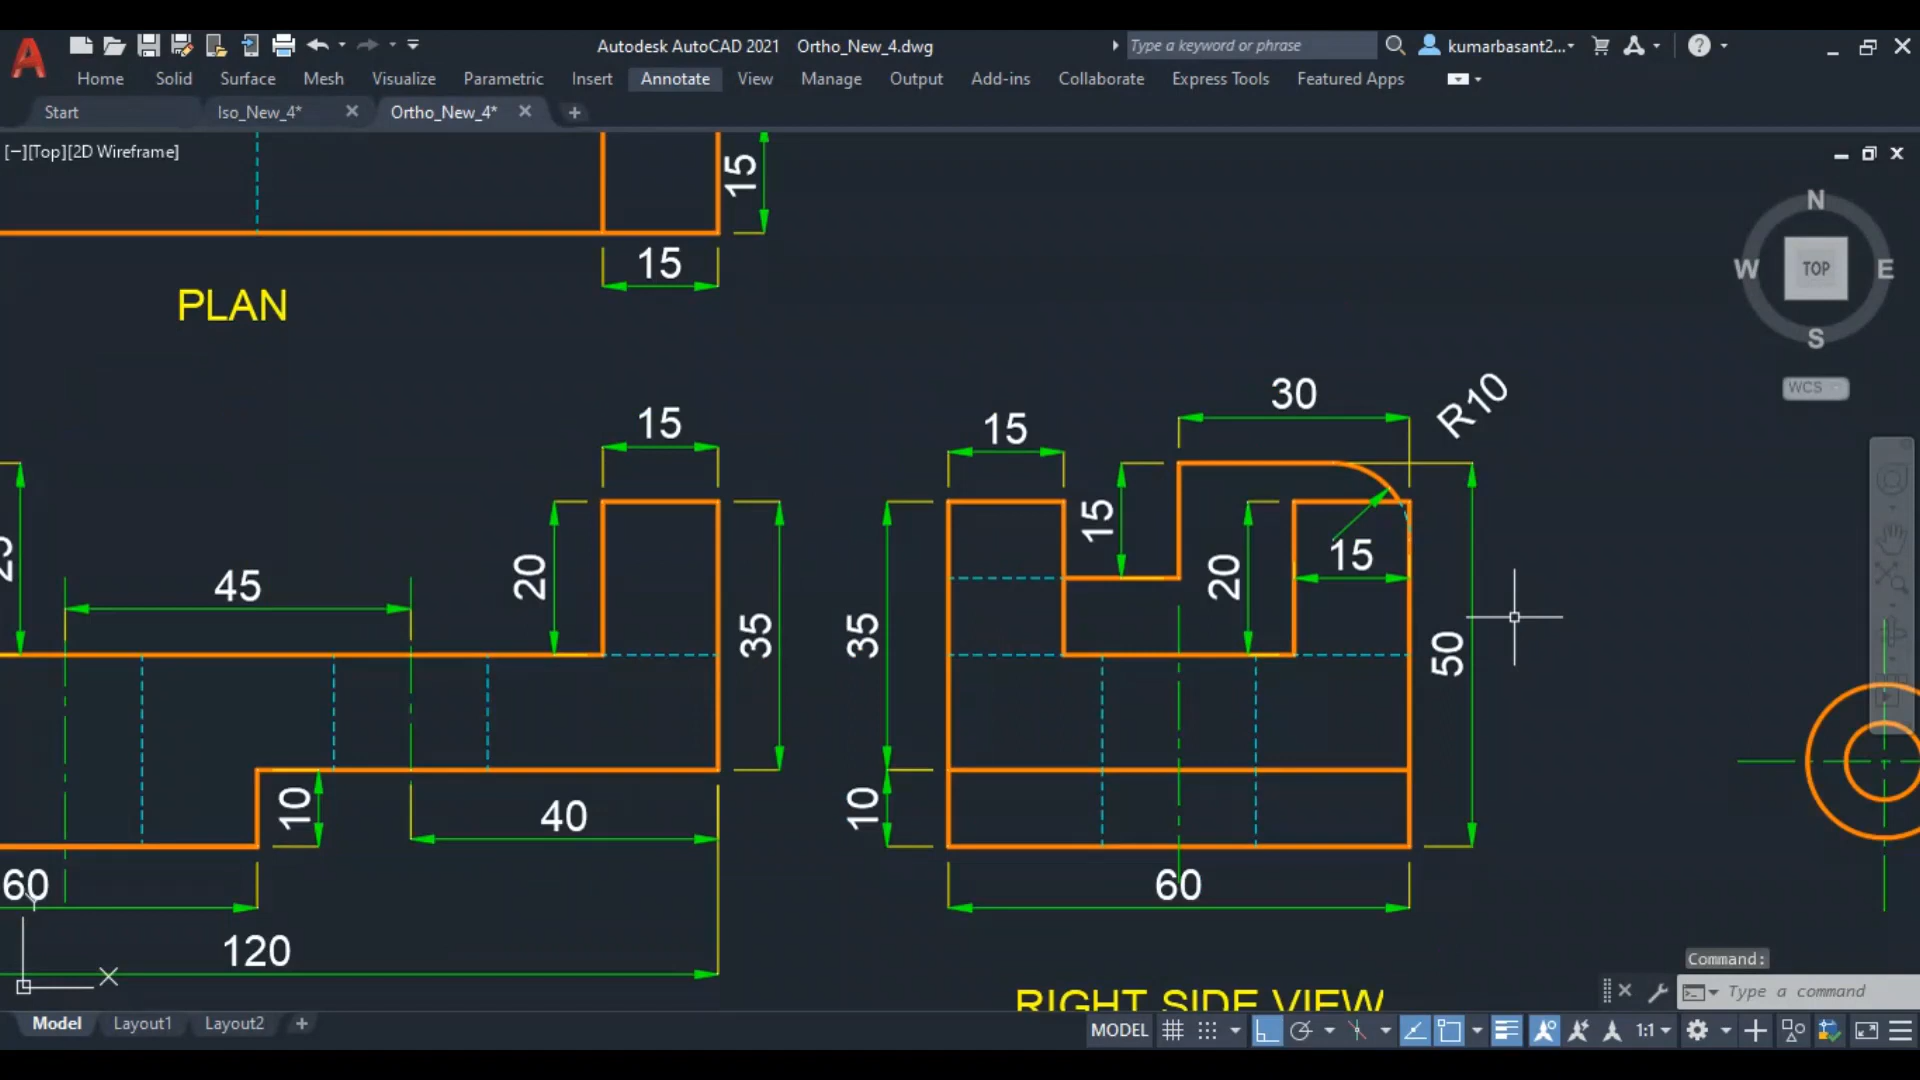 Autodesk AutoCAD 2021 Ortho_New_4.dwg
Type a keyword or phrase
kumarbasant2...
Home Solid Surface Mesh Visualize Parametric Insert Annotate View Manage Output Add-ins Collaborate Express Tools Featured Apps
Start Iso_New_4* Ortho_New_4*
[−][Top][2D Wireframe]
15
15
PLAN
N
W TOP E
S
WCS
15
15
30
R10
15
15
20
20
45
35
35
50
10
10
40
60
60
120
RIGHT SIDE VIEW
X
Command:
Type a command
Model Layout1 Layout2
MODEL
1:1